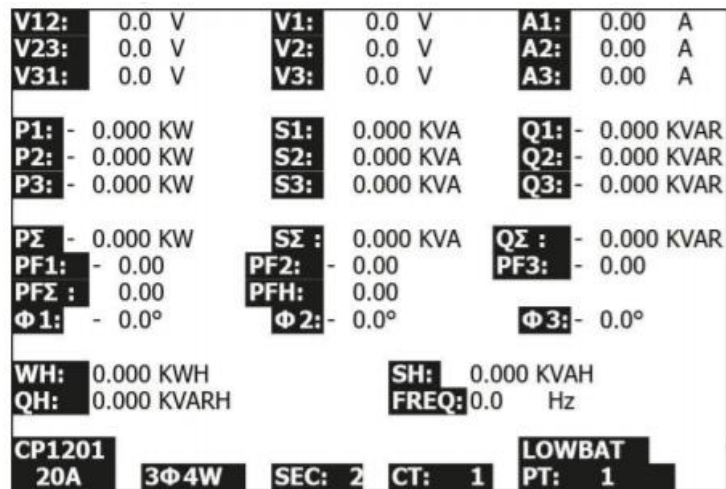 V12: 0.0 V V1: 0.0 V A1: 0.00 A
V23: 0.0 V V2: 0.0 V A2: 0.00 A
V31: 0.0 V V3: 0.0 V A3: 0.00 A
P1: - 0.000 KW S1: 0.000 KVA Q1: - 0.000 KVAR
P2: - 0.000 KW S2: 0.000 KVA Q2: - 0.000 KVAR
P3: - 0.000 KW S3: 0.000 KVA Q3: - 0.000 KVAR
PΣ - 0.000 KW SΣ : 0.000 KVA QΣ : - 0.000 KVAR
PF1: - 0.00 PF2: - 0.00 PF3: - 0.00
PFΣ : 0.00 PFH: 0.00
Φ1: - 0.0° Φ2: - 0.0° Φ3: - 0.0°
WH: 0.000 KWH SH: 0.000 KVAH
QH: 0.000 KVARH FREQ: 0.0 Hz
CP1201 LOWBAT
20A 3Φ4W SEC: 2 CT: 1 PT: 1